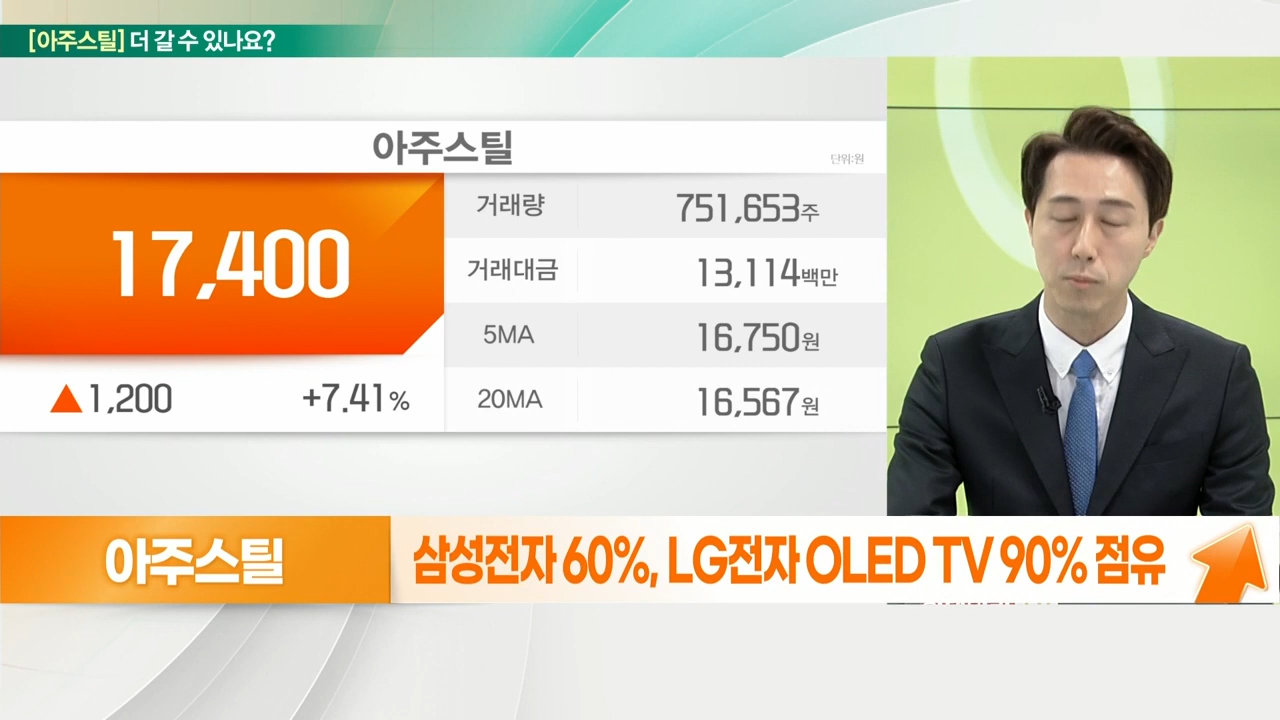 [아주스틸] 더 갈 수 있나요?
아주스틸
단위:원
17,400
▲1,200 +7.41%
거래량 751,653주
거래대금 13,114백만
5MA 16,750원
20MA 16,567원
아주스틸
삼성전자 60%, LG전자 OLED TV 90% 점유